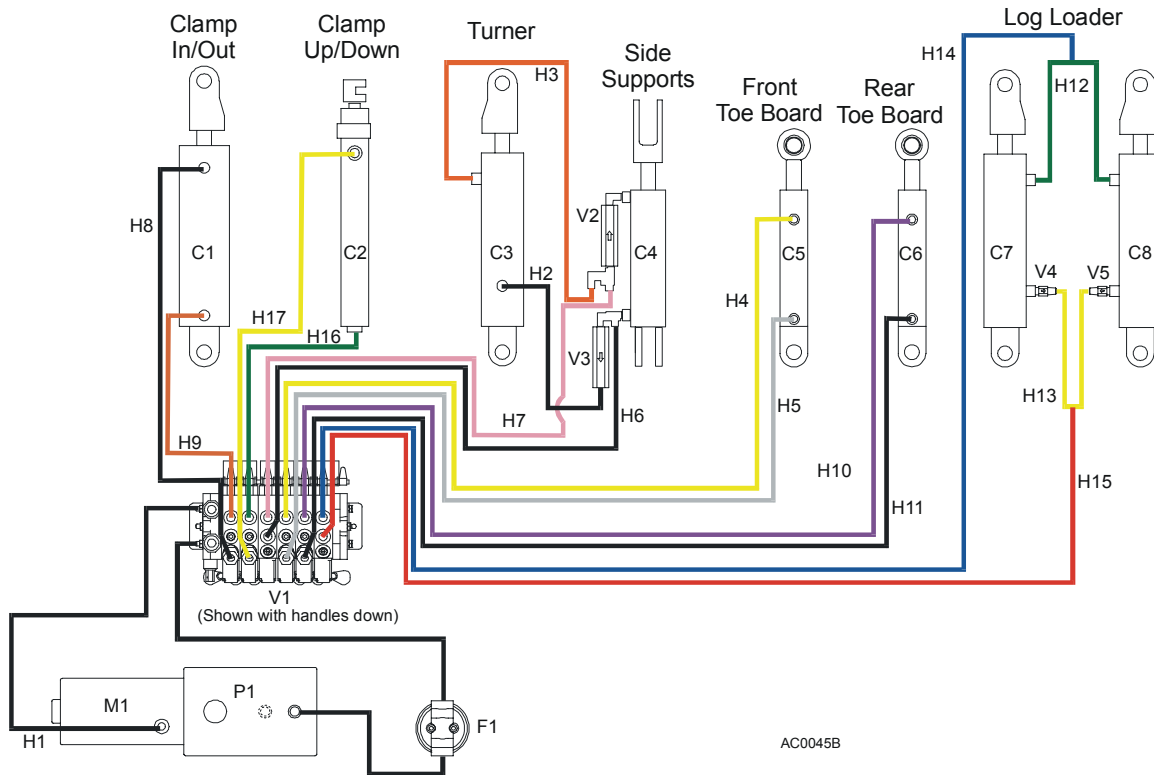 Clamp
In/Out
Clamp
Up/Down
Turner
Side
Supports
Front
Toe Board
Rear
Toe Board
Log Loader
H14
H3
H12
H8
C1
C2
C3
H2
V2
C4
C5
C6
C7
C8
V4
V5
H4
H17
H16
V3
H13
H7
H6
H5
H9
H10
H11
H15
V1
(Shown with handles down)
M1
P1
F1
H1
AC0045B